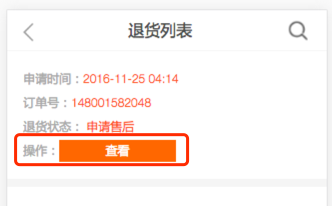 退货列表
申请时间：2016-11-25 04:14
订单号：148001582048
退货状态： 申请售后
操作： 查看